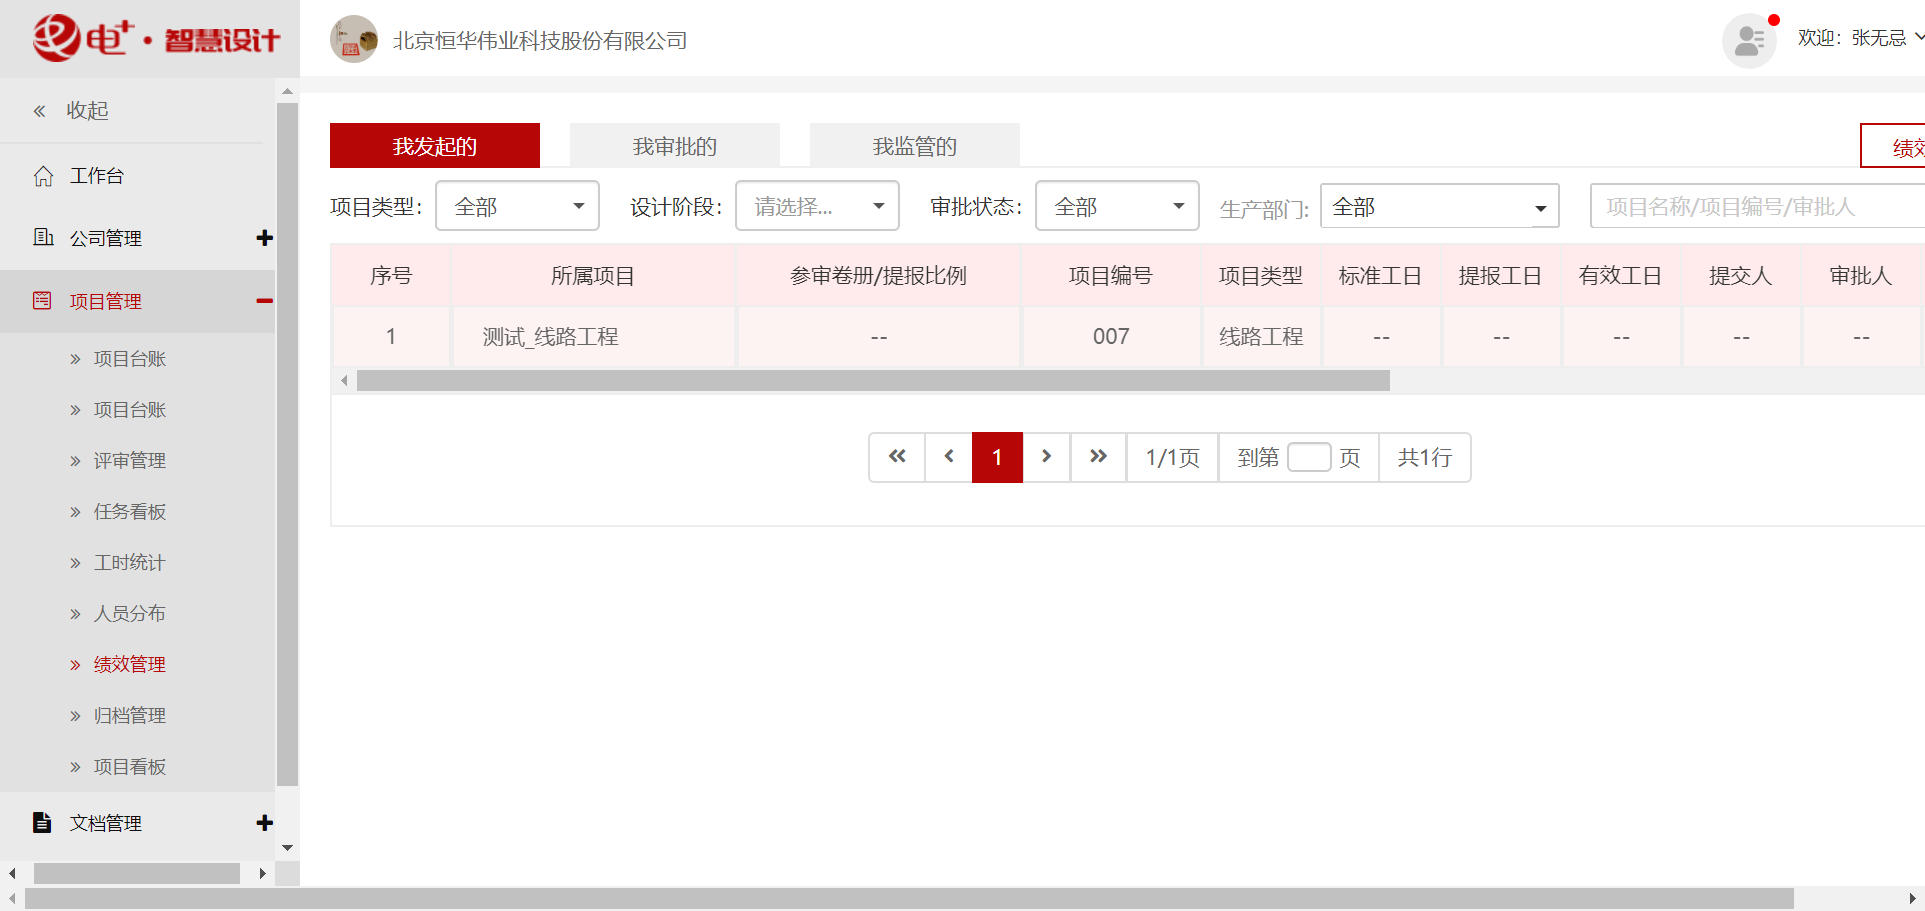 电+·智慧设计
北京恒华伟业科技股份有限公司
欢迎：张无忌
收起
工作台
公司管理
项目管理
项目台账
项目台账
评审管理
任务看板
工时统计
人员分布
绩效管理
归档管理
项目看板
文档管理
我发起的 我审批的 我监管的 绩效
项目类型： 全部 设计阶段： 请选择... 审批状态： 全部 生产部门: 全部 项目名称/项目编号/审批人
序号 所属项目 参审卷册/提报比例 项目编号 项目类型 标准工日 提报工日 有效工日 提交人 审批人
1 测试_线路工程 -- 007 线路工程 -- -- -- -- --
« ‹ 1 › » 1/1页 到第 页 共1行